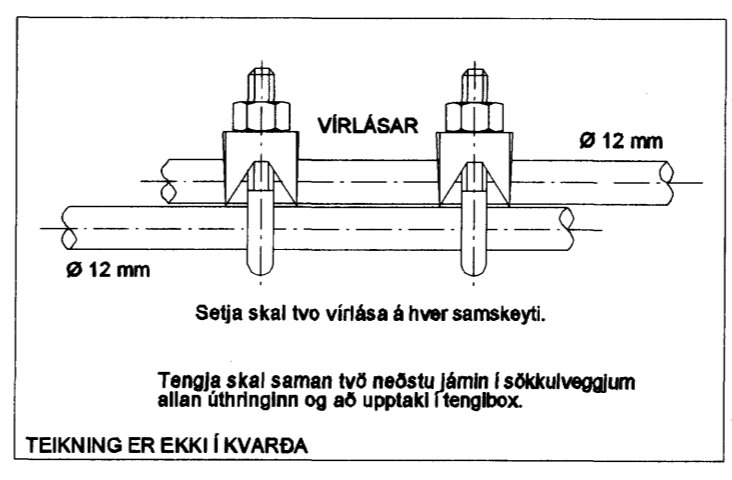 VÍRLÁSAR
Ø 12 mm
Ø 12 mm
Setja skal tvo vírlása á hver samskeyti.
Tengja skal saman tvö neðstu járnin í sökkulveggjum
allan úthringinn og að upptaki í tengibox.
TEIKNING ER EKKI Í KVARÐA